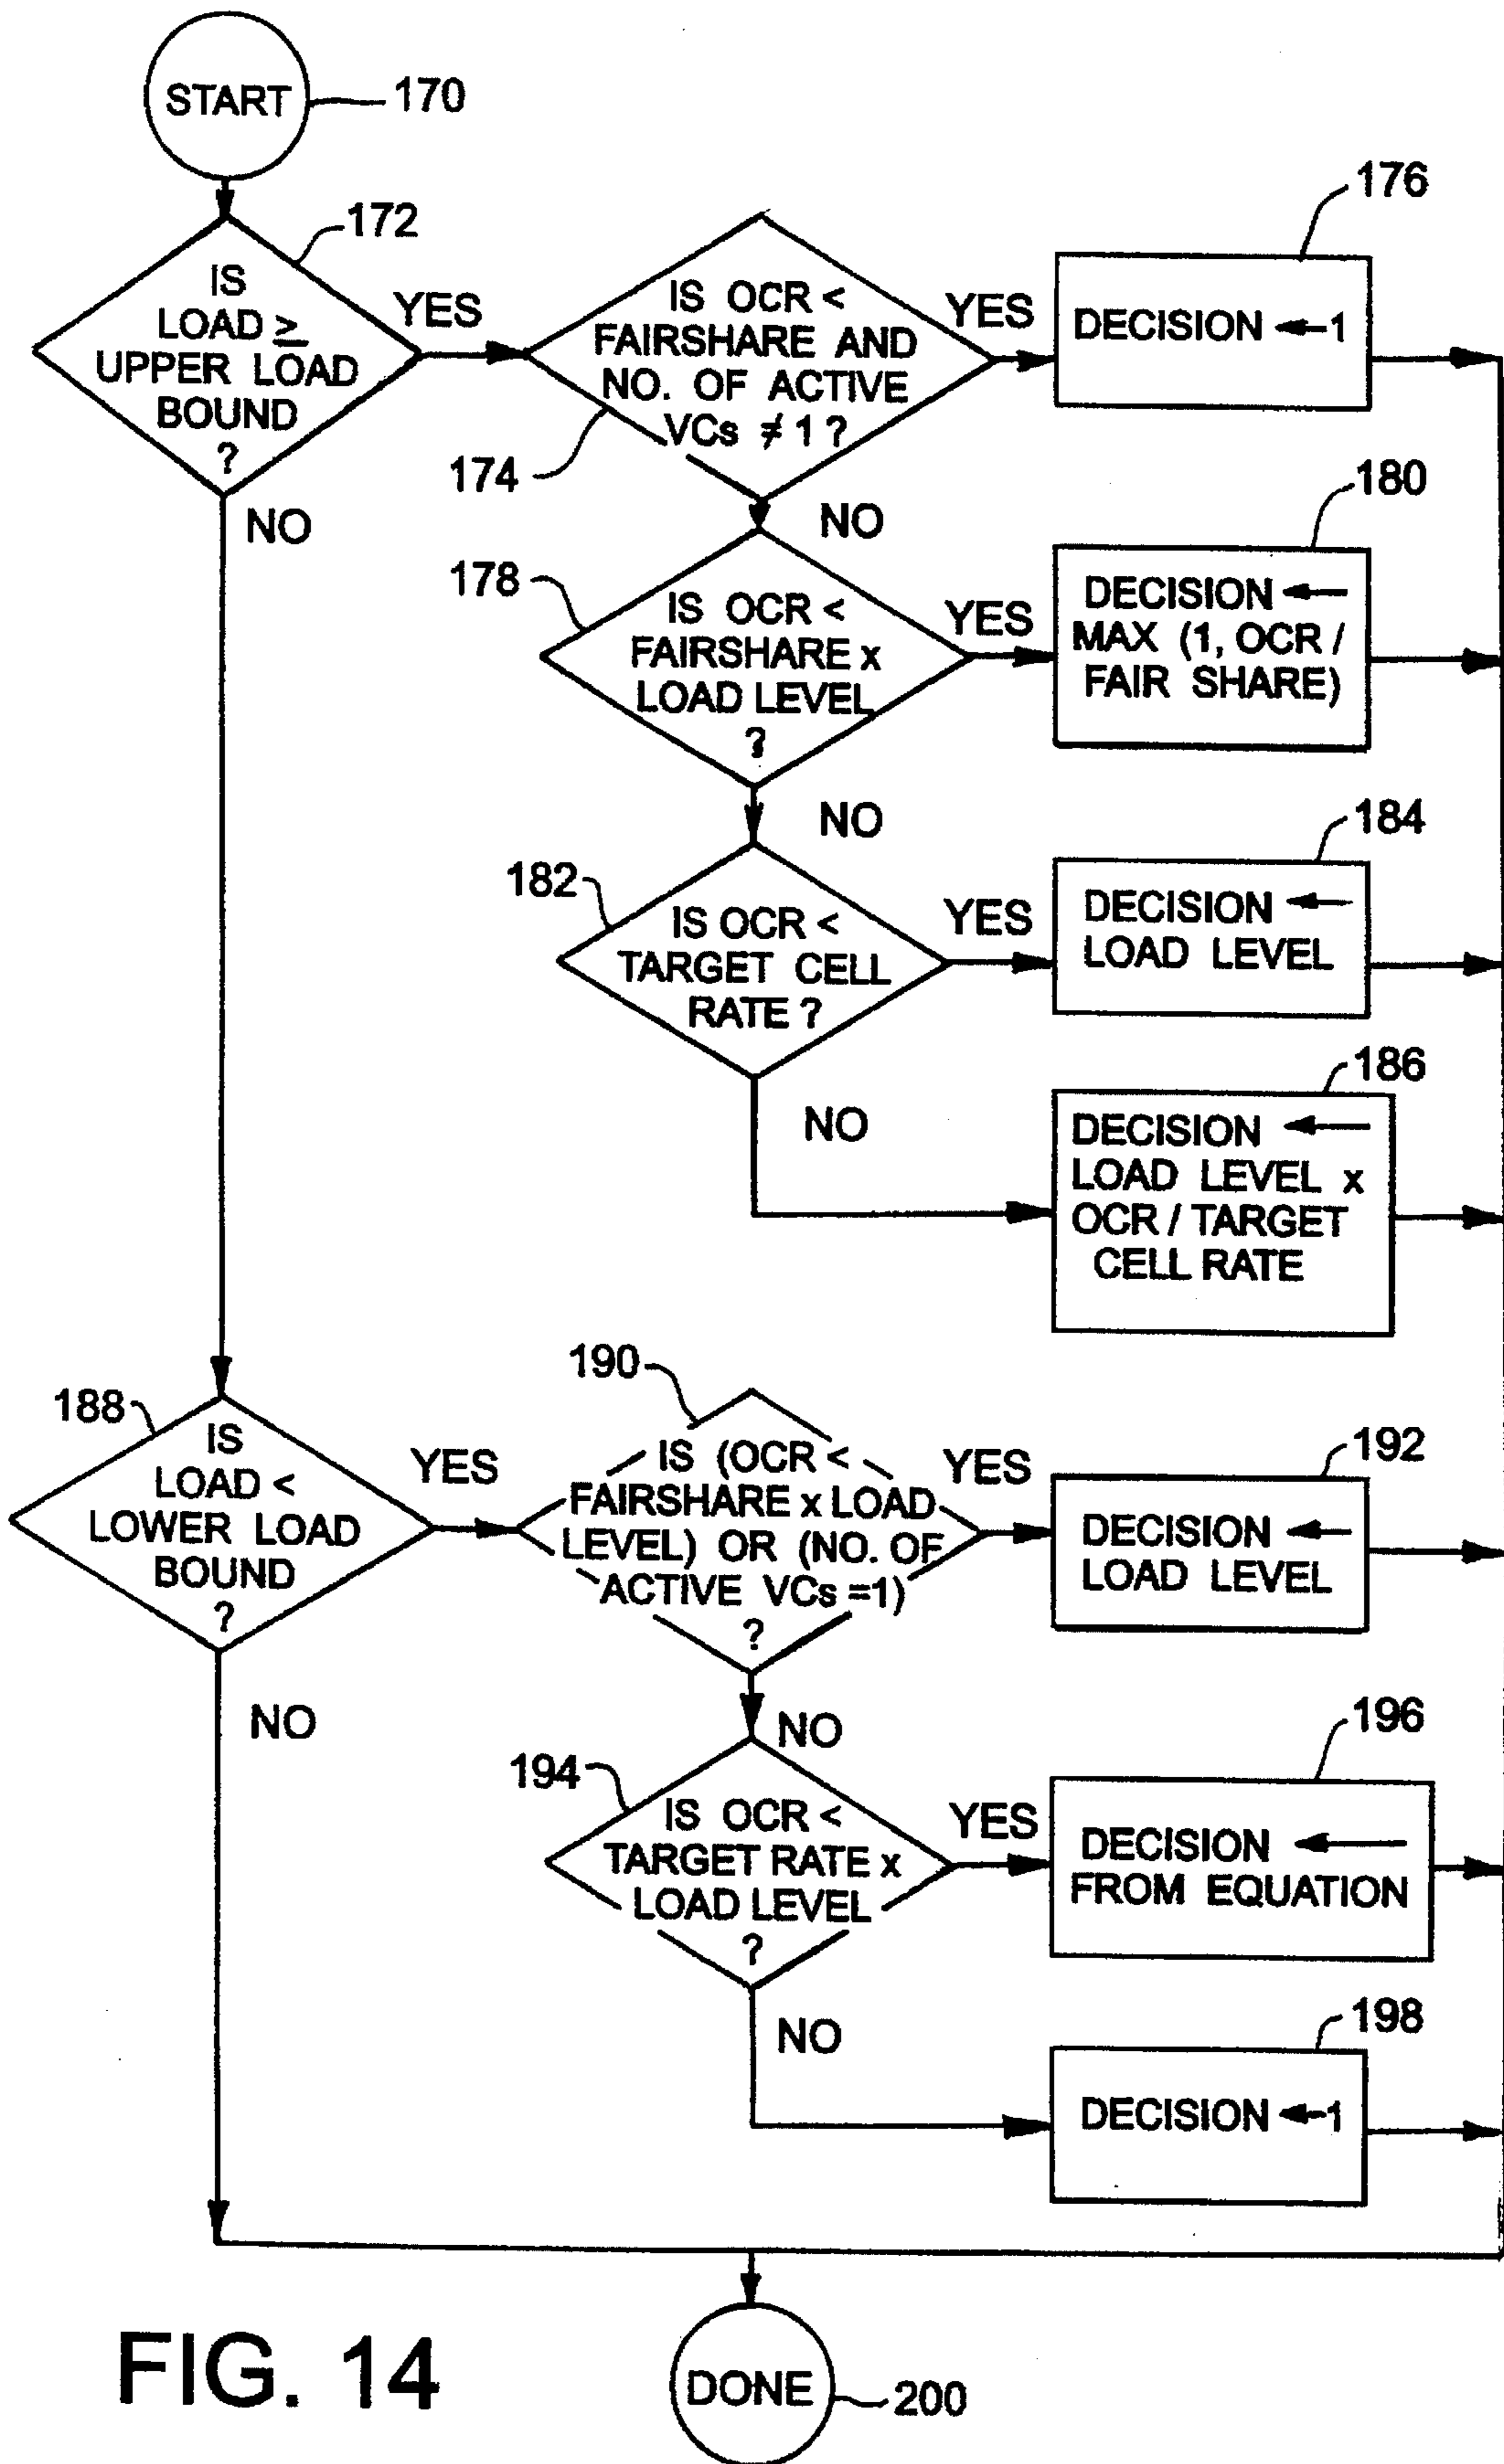 START
170
172
IS
LOAD ≥
UPPER LOAD
BOUND
?
YES
NO
IS OCR <
FAIRSHARE AND
NO. OF ACTIVE
VCs ≠ 1 ?
174
YES
NO
176
DECISION ←1
178
IS OCR <
FAIRSHARE x
LOAD LEVEL
?
YES
NO
180
DECISION ←
MAX (1, OCR /
FAIR SHARE)
182
IS OCR <
TARGET CELL
RATE ?
YES
NO
184
DECISION ←
LOAD LEVEL
186
DECISION ←
LOAD LEVEL x
OCR / TARGET
CELL RATE
188
IS
LOAD <
LOWER LOAD
BOUND
?
YES
NO
190
IS (OCR <
FAIRSHARE x LOAD
LEVEL) OR (NO. OF
ACTIVE VCs =1)
?
YES
NO
192
DECISION ←
LOAD LEVEL
194
IS OCR <
TARGET RATE x
LOAD LEVEL
?
YES
NO
196
DECISION ←
FROM EQUATION
198
DECISION ←1
DONE
200
FIG. 14